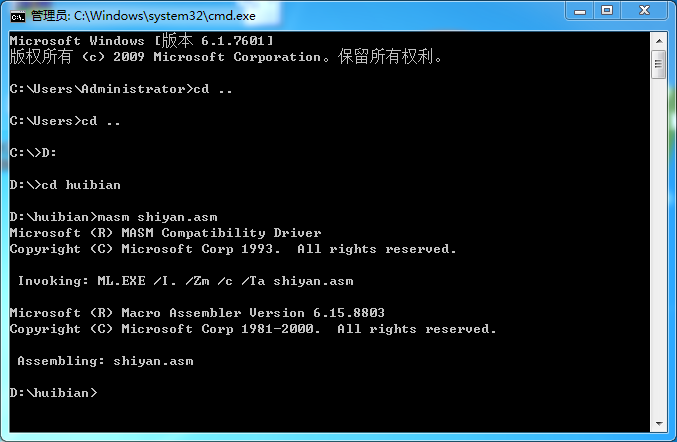 管理员: C:\Windows\system32\cmd.exe
Microsoft Windows [版本 6.1.7601]
版权所有 (c) 2009 Microsoft Corporation。保留所有权利。
C:\Users\Administrator>cd ..
C:\Users>cd ..
C:\>D:
D:\>cd huibian
D:\huibian>masm shiyan.asm
Microsoft (R) MASM Compatibility Driver
Copyright (C) Microsoft Corp 1993.  All rights reserved.
 Invoking: ML.EXE /I. /Zm /c /Ta shiyan.asm
Microsoft (R) Macro Assembler Version 6.15.8803
Copyright (C) Microsoft Corp 1981-2000.  All rights reserved.
 Assembling: shiyan.asm
D:\huibian>